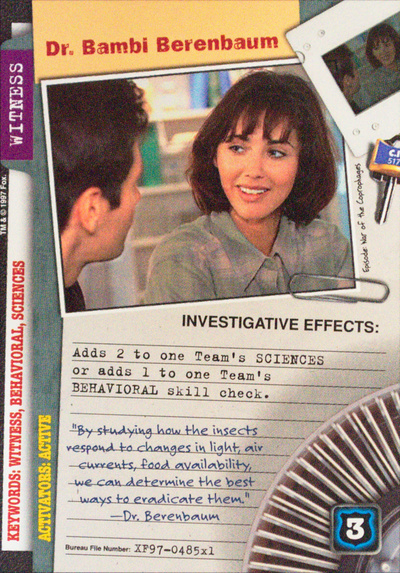 Dr. Bambi Berenbaum
WITNESS
TM & © 1997 Fox.
KEYWORDS: WITNESS, BEHAVIORAL, SCIENCES
ACTIVATORS: ACTIVE
Episode: War of the Coprophages
INVESTIGATIVE EFFECTS:
Adds 2 to one Team's SCIENCES
or adds 1 to one Team's
BEHAVIORAL skill check.
"By studying how the insects
respond to changes in light, air
currents, food availability,
we can determine the best
ways to eradicate them."
—Dr. Berenbaum
3
Bureau File Number: XF97-0485x1